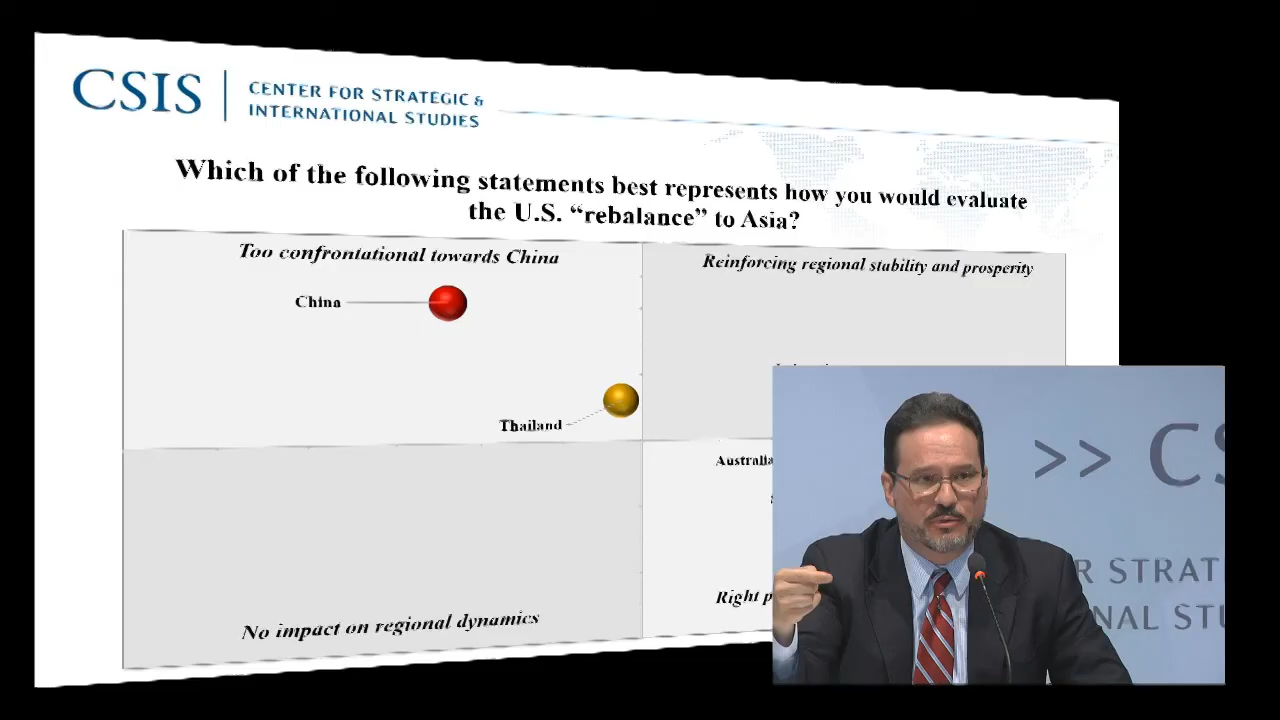 CSIS
CENTER FOR STRATEGIC &
INTERNATIONAL STUDIES
Which of the following statements best represents how you would evaluate
the U.S. “rebalance” to Asia?
Too confrontational towards China
Reinforcing regional stability and prosperity
China
Thailand
Australia
Right
No impact on regional dynamics
>> CS
R STRAT
NAL STU